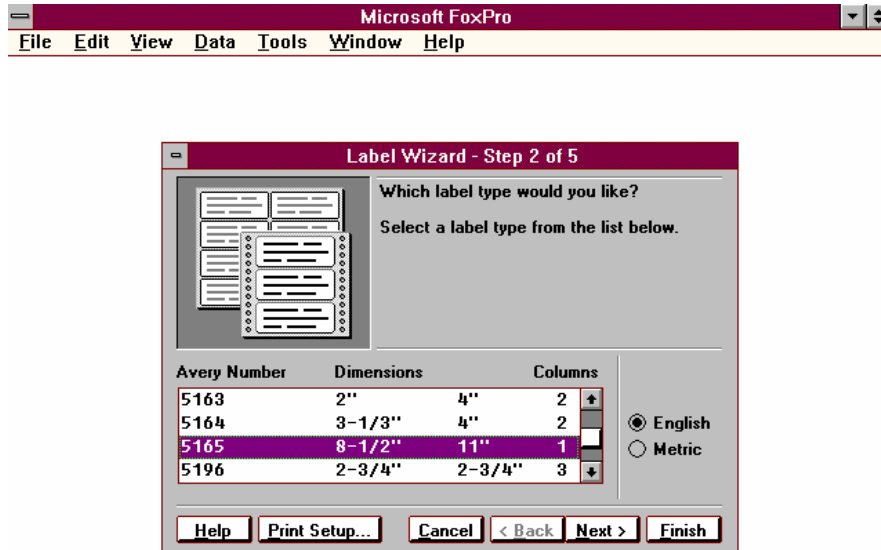 Microsoft FoxPro
File Edit View Data Tools Window Help
Label Wizard - Step 2 of 5
Which label type would you like?
Select a label type from the list below.
Avery Number Dimensions Columns
5163 2'' 4'' 2
5164 3-1/3'' 4'' 2
5165 8-1/2'' 11'' 1
5196 2-3/4'' 2-3/4'' 3
English
Metric
Help Print Setup... Cancel < Back Next > Finish